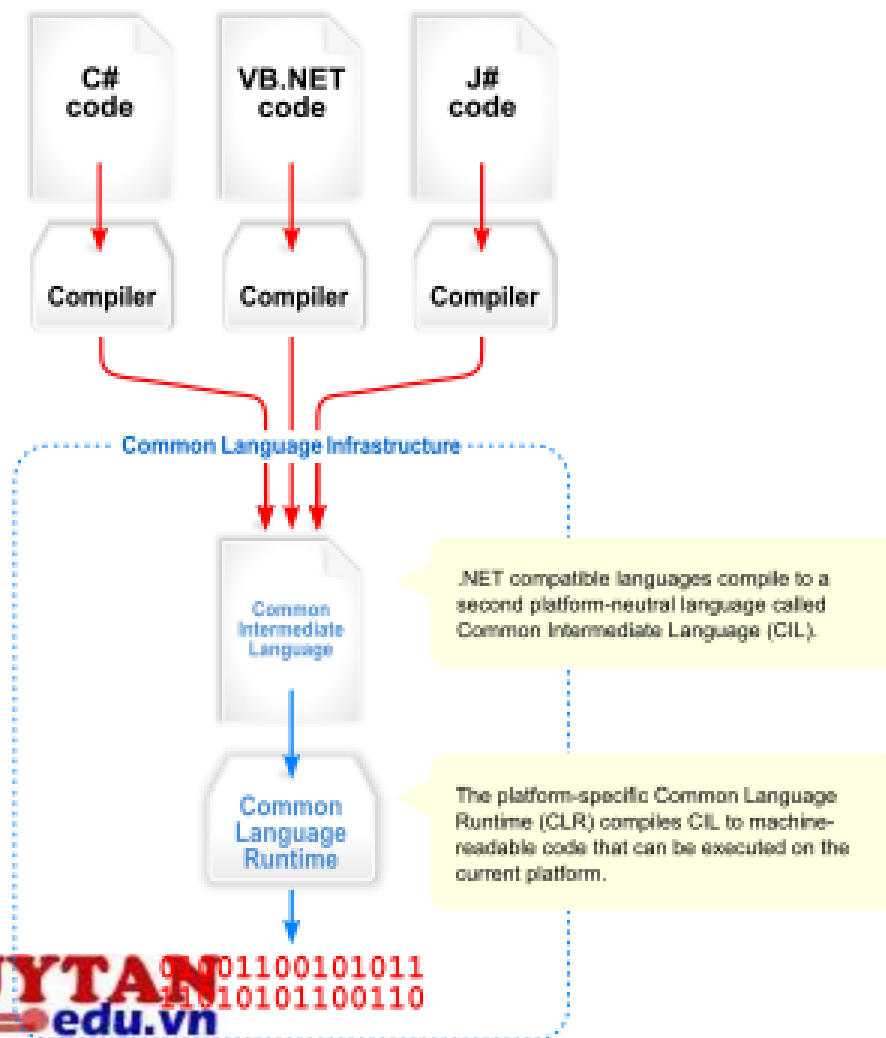 C#
code
VB.NET
code
J#
code
Compiler
Compiler
Compiler
Common Language Infrastructure
Common
Intermediate
Language
.NET compatible languages compile to a
second platform-neutral language called
Common Intermediate Language (CIL).
Common
Language
Runtime
The platform-specific Common Language
Runtime (CLR) compiles CIL to machine-
readable code that can be executed on the
current platform.
01100101011
10101100110
YTAN
edu.vn